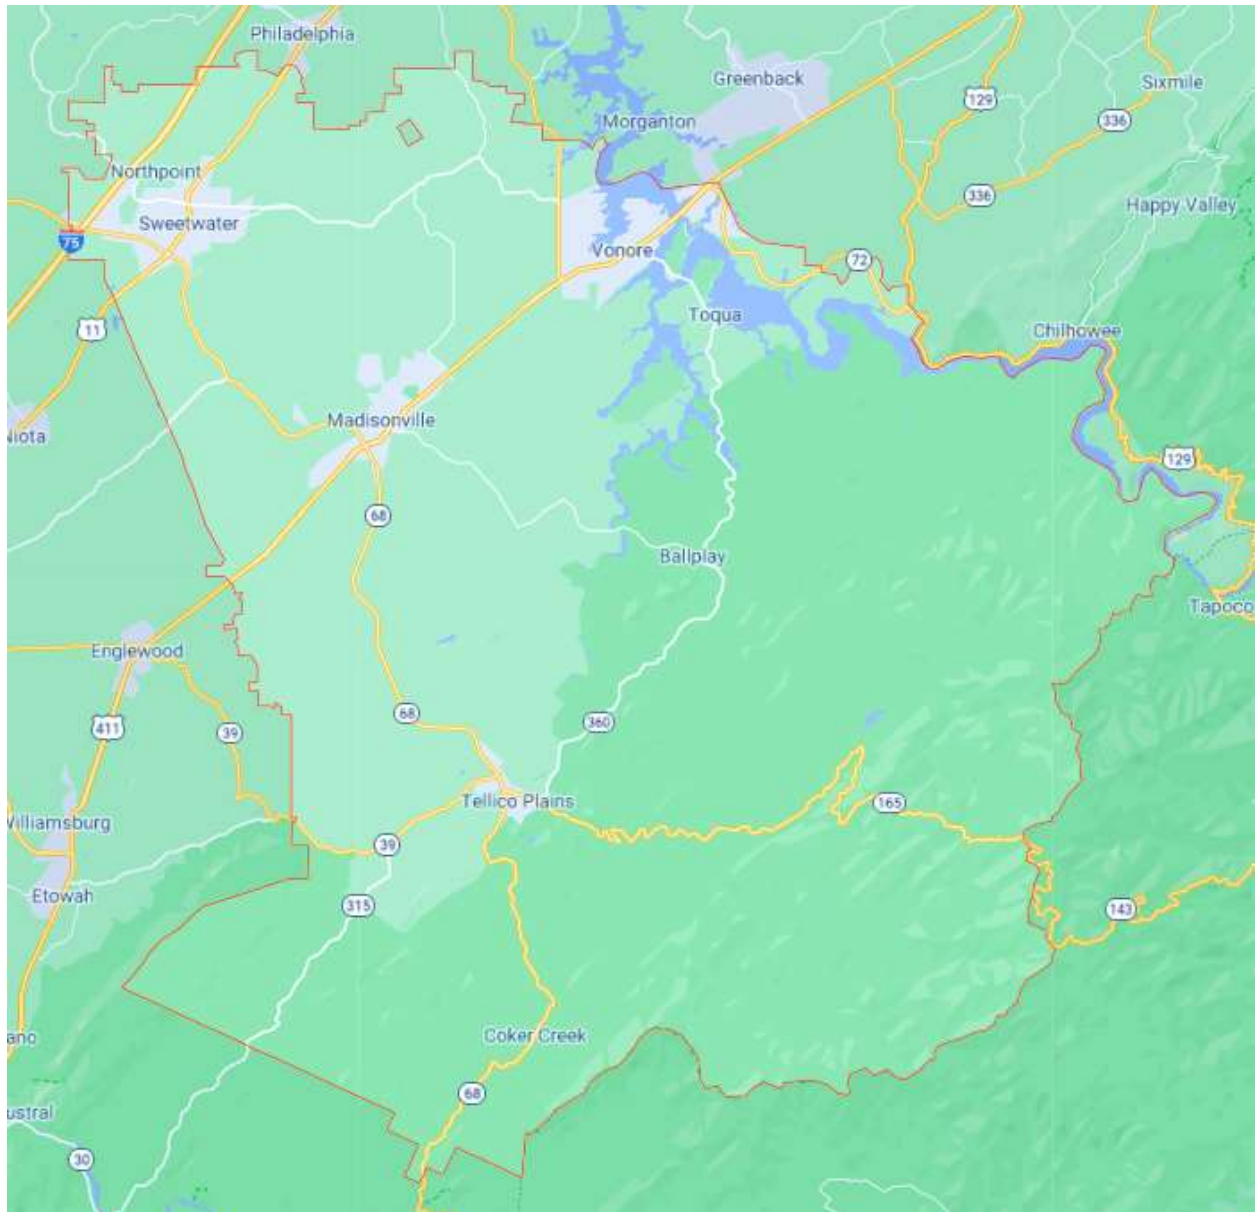 Philadelphia
Greenback
Sixmile
129
Morganton
336
Northpoint
336
Happy Valley
Sweetwater
75
Vonore
72
11
Toqua
Chilhowee
Madisonville
Niota
129
68
Ballplay
Tapoco
Englewood
68
360
411
39
Tellico Plains
165
Williamsburg
39
Etowah
315
143
ano
Coker Creek
68
ustral
30